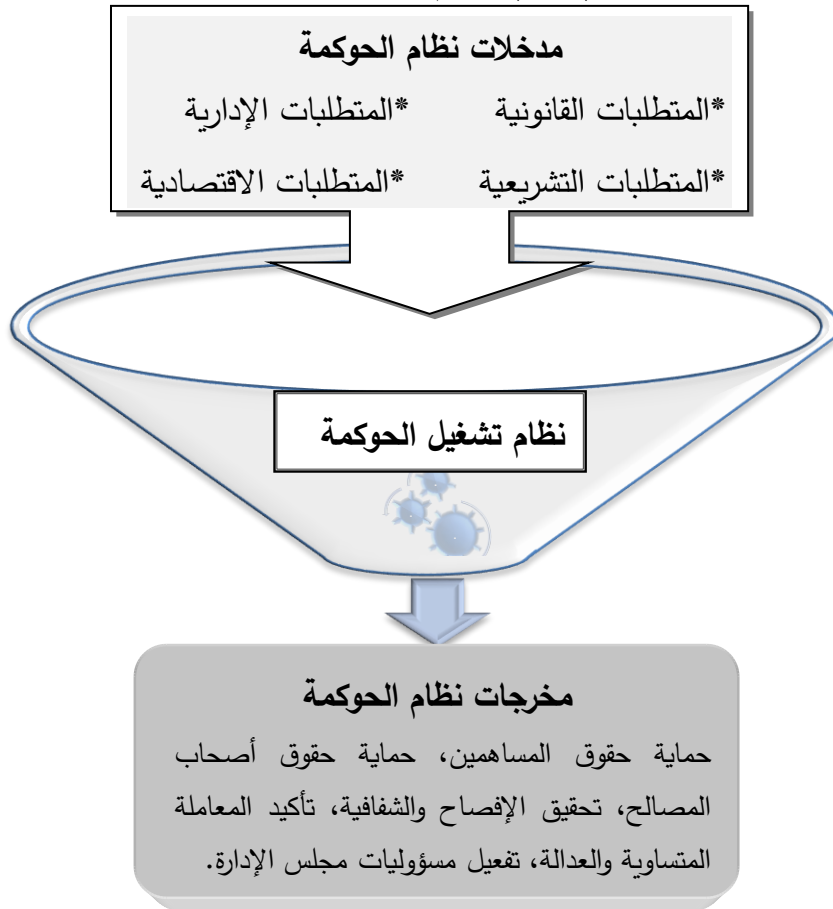 مدخلات نظام الحوكمة
*المتطلبات القانونية *المتطلبات الإدارية
*المتطلبات التشريعية *المتطلبات الاقتصادية
نظام تشغيل الحوكمة
مخرجات نظام الحوكمة
حماية حقوق المساهمين، حماية حقوق أصحاب
المصالح، تحقيق الإفصاح والشفافية، تأكيد المعاملة
المتساوية والعدالة، تفعيل مسؤوليات مجلس الإدارة.